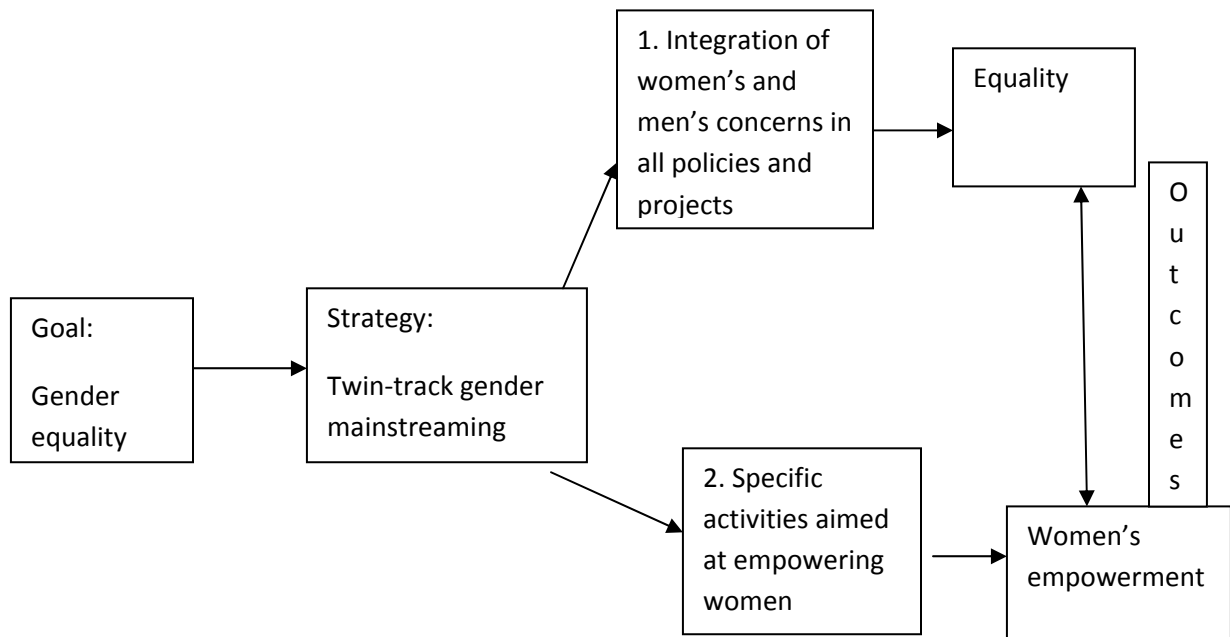 Goal:
Gender
equality
Strategy:
Twin-track gender
mainstreaming
1. Integration of
women’s and
men’s concerns in
all policies and
projects
Equality
2. Specific
activities aimed
at empowering
women
Women’s
empowerment
O
u
t
c
o
m
e
s